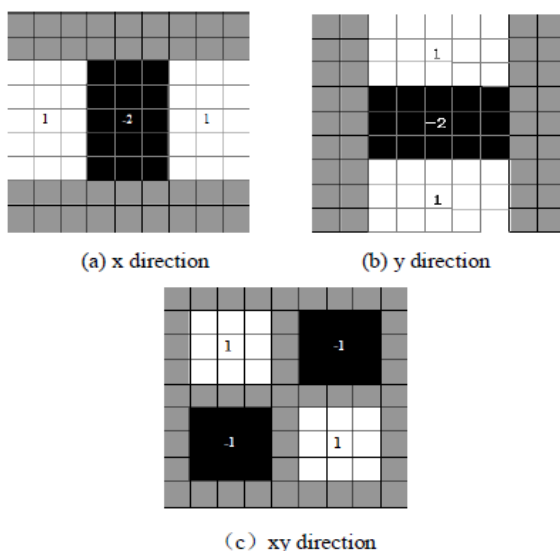 1 -2 1
1
-2
1
(a) x direction
(b) y direction
1 -1
-1 1
(c) xy direction